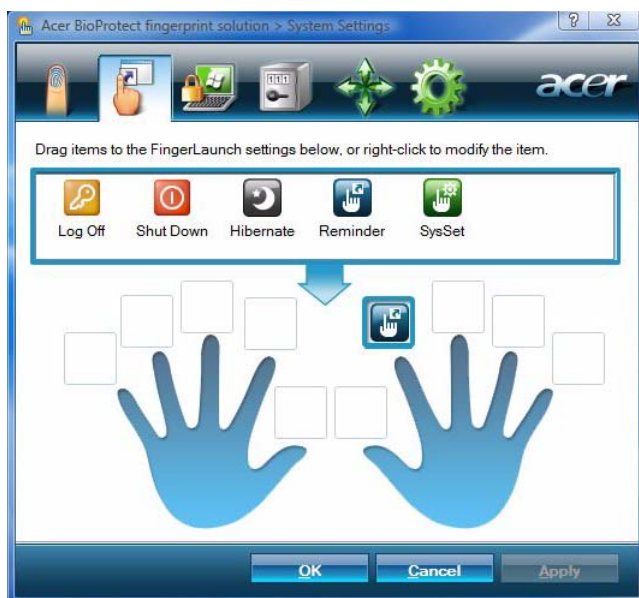 Acer BioProtect fingerprint solution > System Settings
acer
Drag items to the FingerLaunch settings below, or right-click to modify the item.
Log Off Shut Down Hibernate Reminder SysSet
OK Cancel Apply